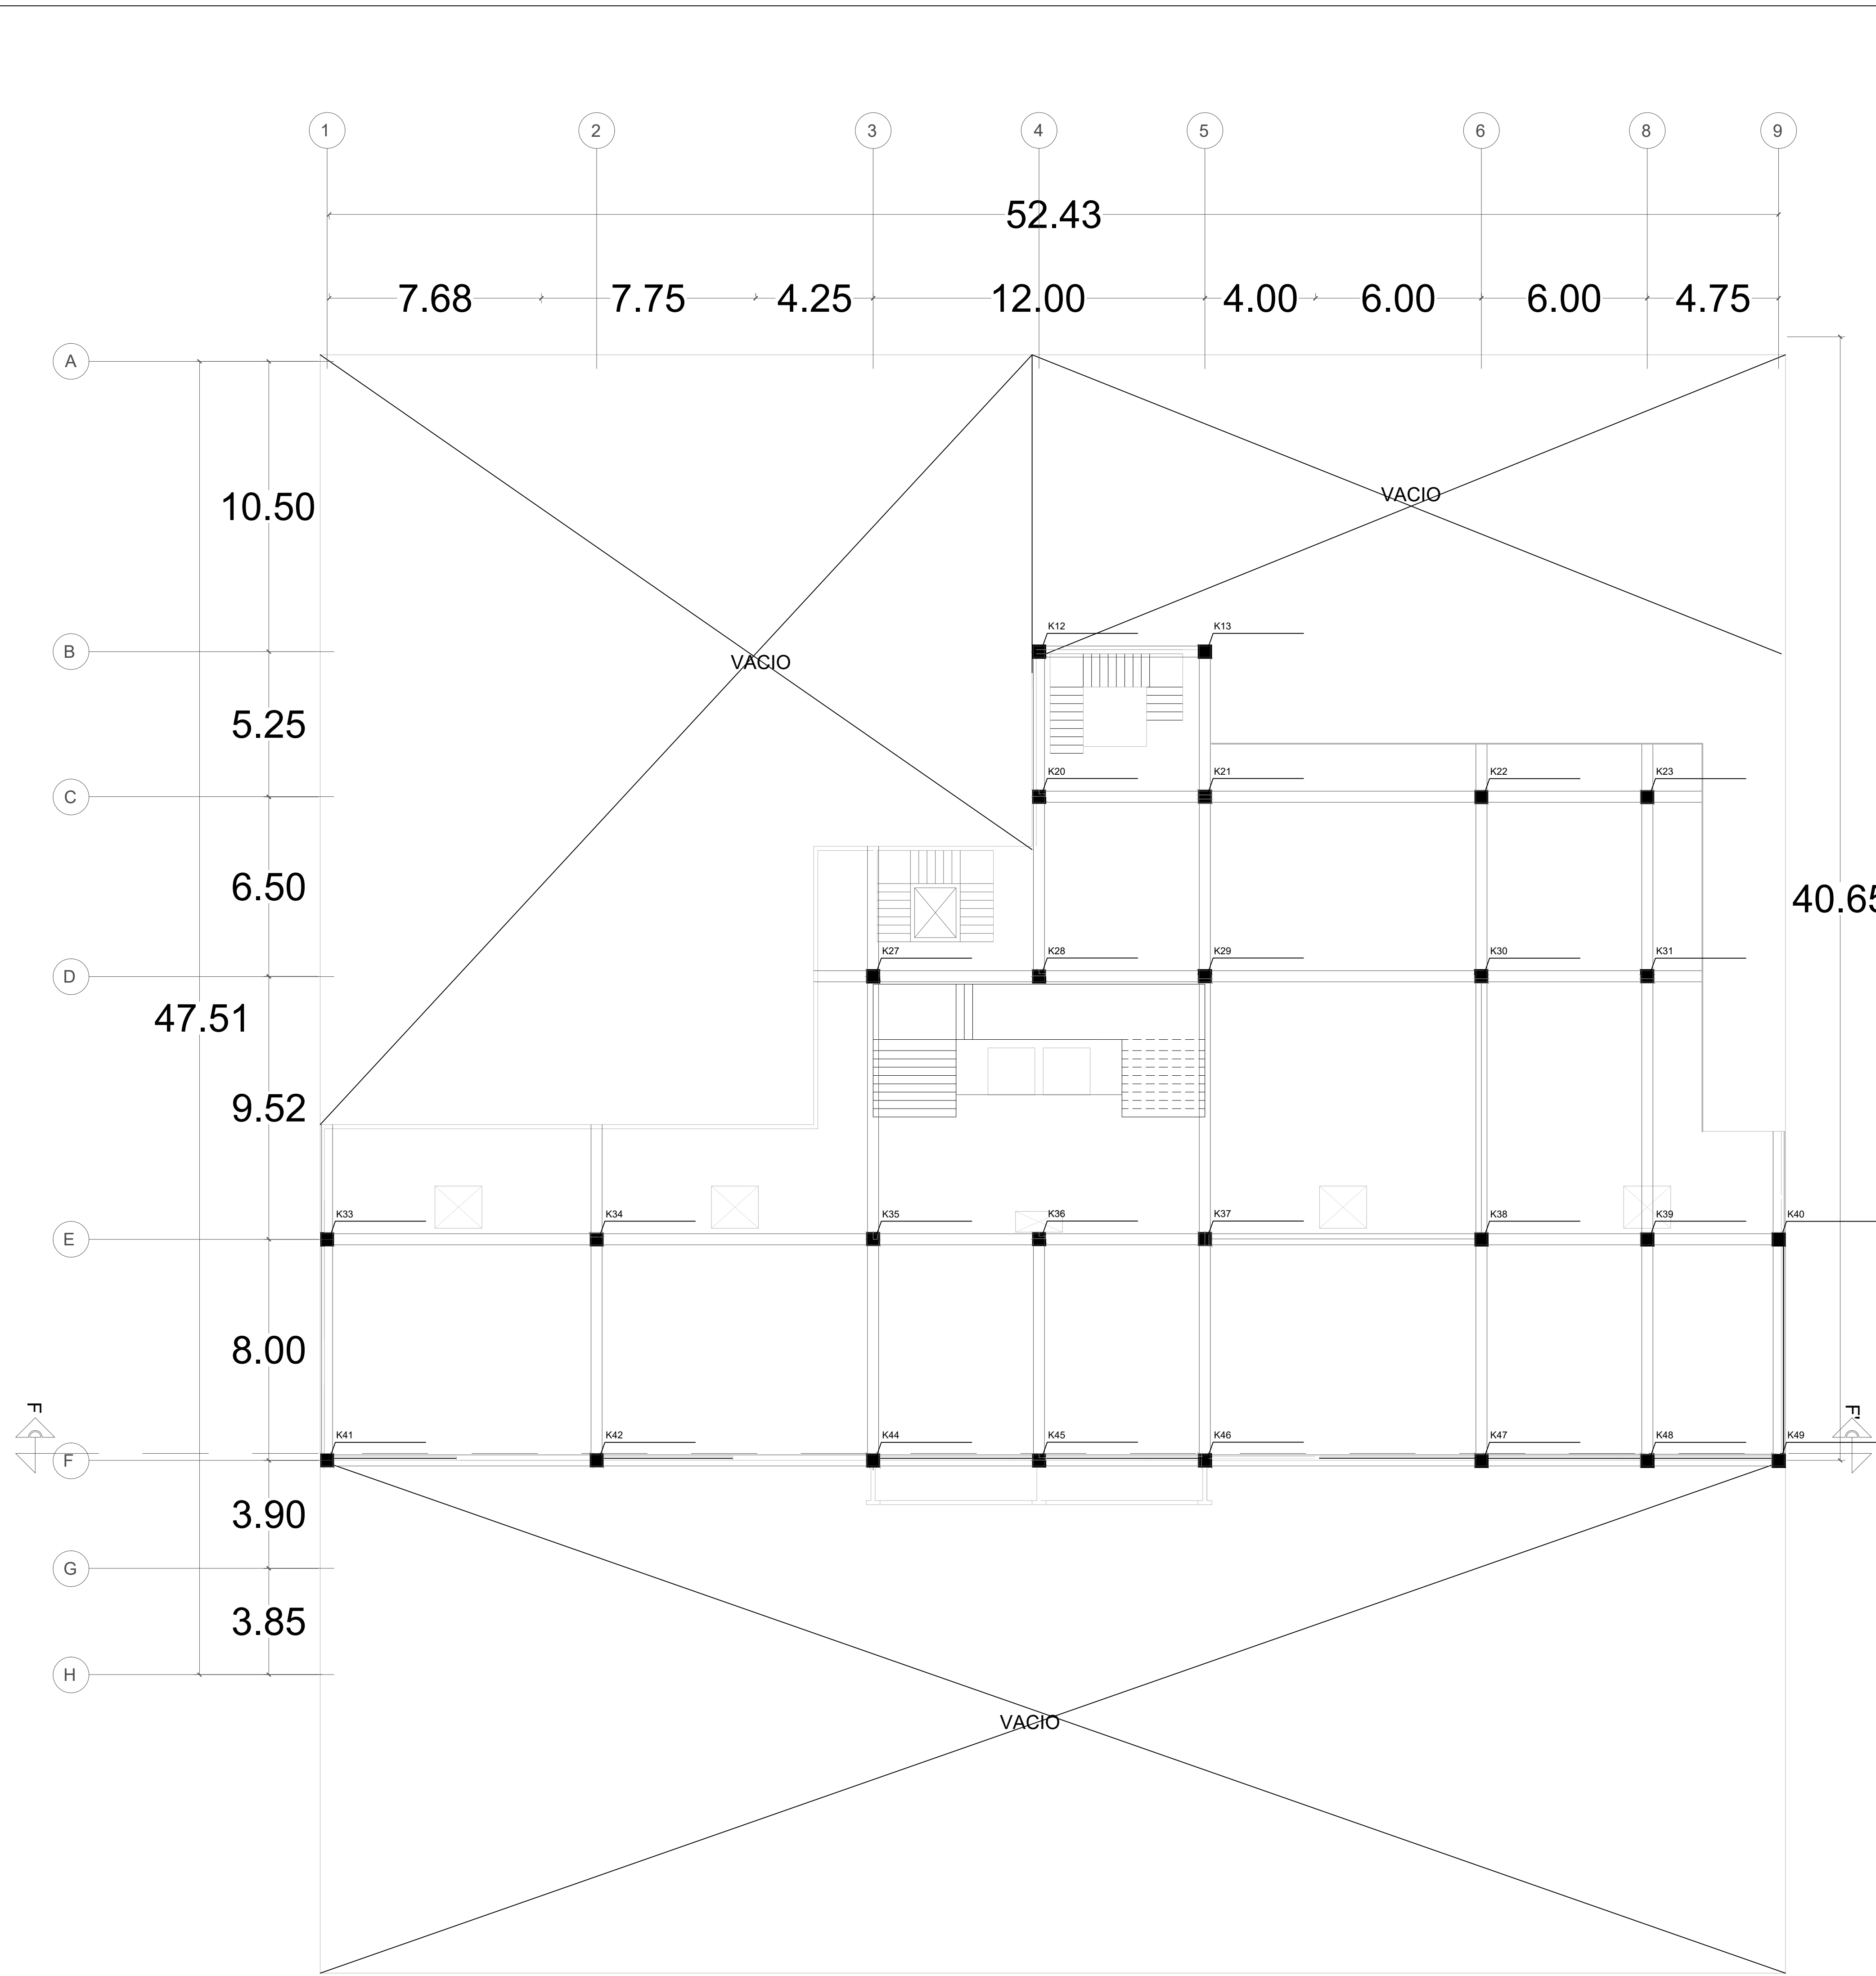 1 2 3 4 5 6 8 9
52.43
7.68 7.75 4.25 12.00 4.00 6.00 6.00 4.75
A
10.50
VACIO
K12 K13
B
VACIO
5.25
K20 K21 K22 K23
C
6.50
40.65
K27 K28 K29 K30 K31
D
47.51
9.52
K33 K34 K35 K36 K37 K38 K39 K40
E
8.00
F F'
K41 K42 K44 K45 K46 K47 K48 K49
F
3.90
G
3.85
H
VACIO